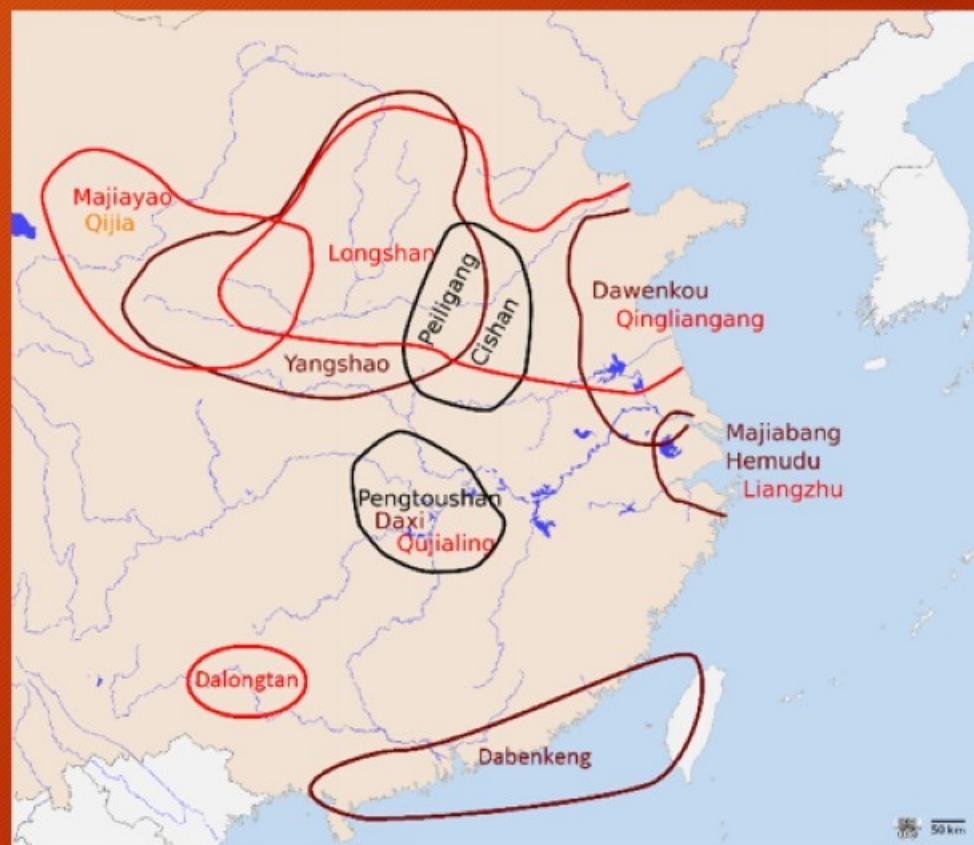 Majiayao
Qijia
Longshan
Peiligang
Cishan
Yangshao
Dawenkou
Qingliangang
Majiabang
Hemudu
Liangzhu
Pengtoushan
Daxi
Qujialing
Dalongtan
Dabenkeng
50 km